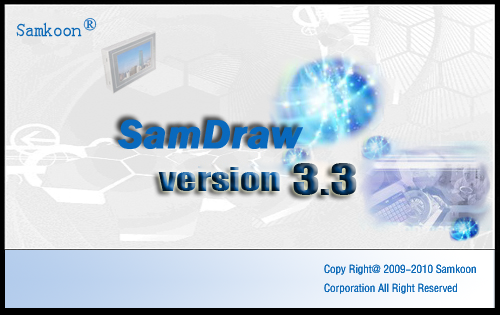 Samkoon®
SamDraw
version 3.3
Copy Right@ 2009-2010 Samkoon
Corporation All Right Reserved